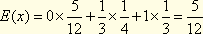 E(x) = 0 × 5/12 + 1/3 × 1/4 + 1 × 1/3 = 5/12